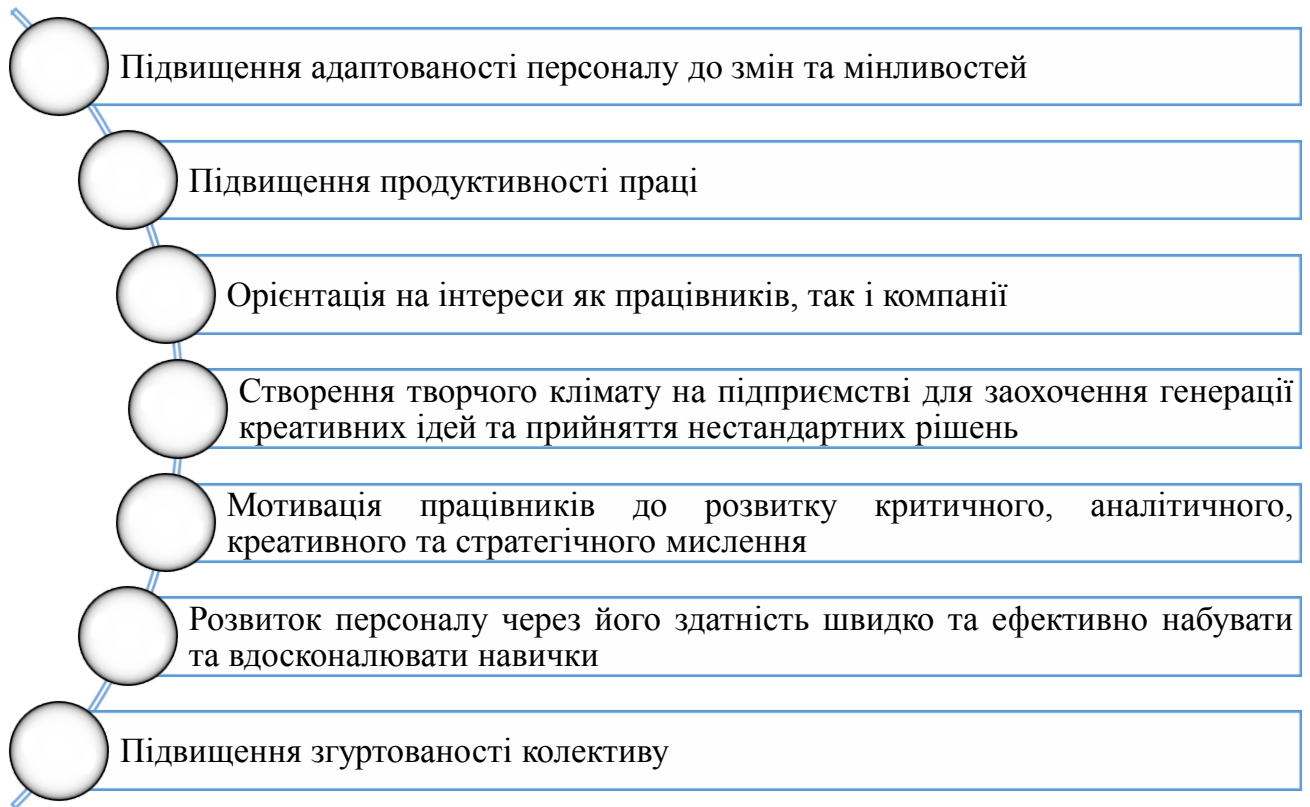 Підвищення адаптованості персоналу до змін та мінливостей
Підвищення продуктивності праці
Орієнтація на інтереси як працівників, так і компанії
Створення творчого клімату на підприємстві для заохочення генерації
креативних ідей та прийняття нестандартних рішень
Мотивація працівників до розвитку критичного, аналітичного,
креативного та стратегічного мислення
Розвиток персоналу через його здатність швидко та ефективно набувати
та вдосконалювати навички
Підвищення згуртованості колективу